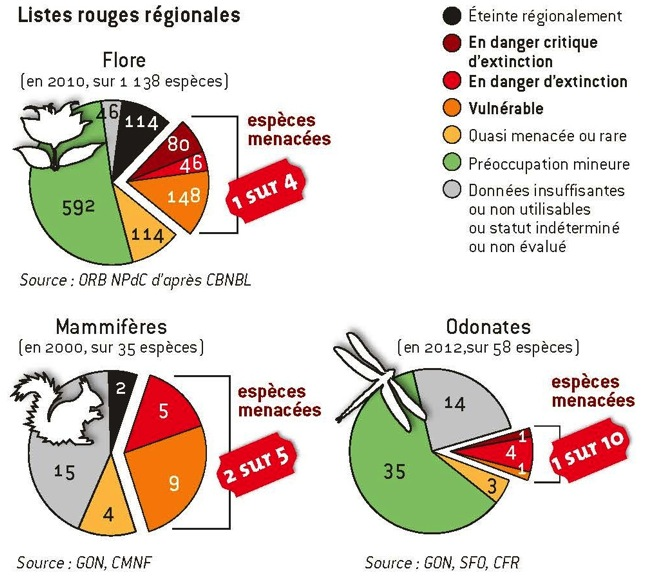 Listes rouges régionales
Flore
(en 2010, sur 1 138 espèces)
46
114
80
46
148
114
592
espèces
menacées
1 sur 4
Source : ORB NPdC d'après CBNBL
Éteinte régionalement
En danger critique
d'extinction
En danger d'extinction
Vulnérable
Quasi menacée ou rare
Préoccupation mineure
Données insuffisantes
ou non utilisables
ou statut indéterminé
ou non évalué
Mammifères
(en 2000, sur 35 espèces)
2
5
9
4
15
espèces
menacées
2 sur 5
Source : GON, CMNF
Odonates
(en 2012,sur 58 espèces)
14
1
4
1
3
35
espèces
menacées
1 sur 10
Source : GON, SFO, CFR